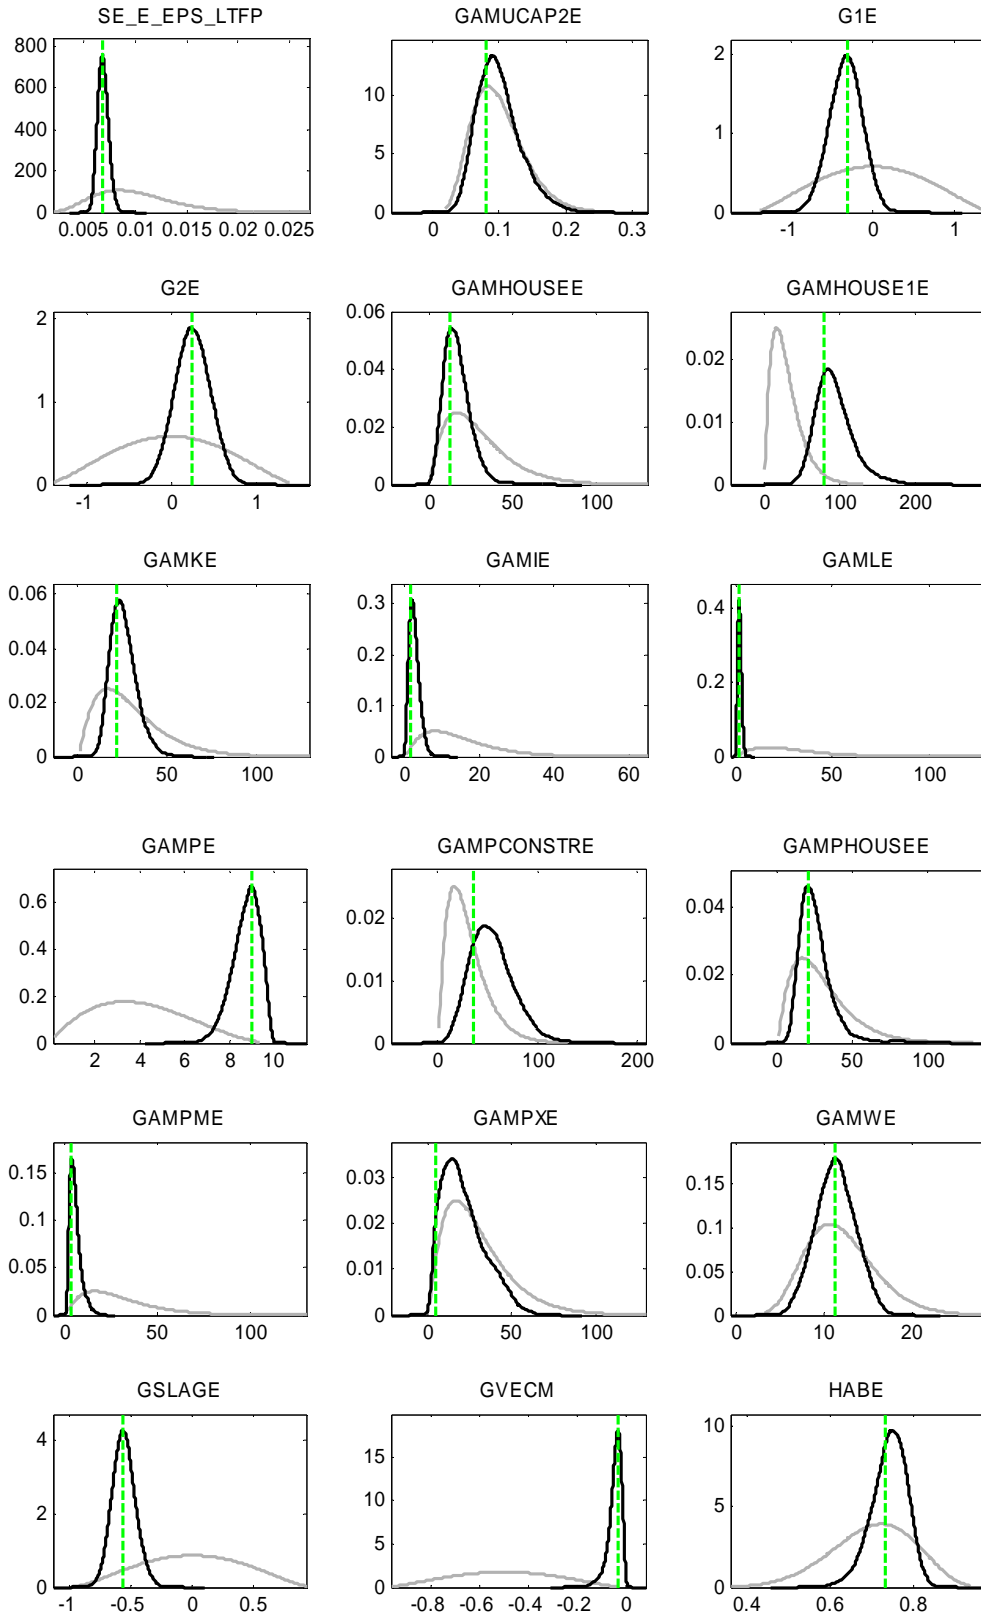 SE_E_EPS_LTFP GAMUCAP2E G1E
800
600
400
200
0
0.005 0.01 0.015 0.02 0.025
10
5
0
0 0.1 0.2 0.3
2
1
0
-1 0 1
G2E GAMHOUSEE GAMHOUSE1E
2
1
0
-1 0 1
0.06
0.04
0.02
0
0 50 100
0.02
0.01
0
0 100 200
GAMKE GAMIE GAMLE
0.06
0.04
0.02
0
0 50 100
0.3
0.2
0.1
0
0 20 40 60
0.4
0.2
0
0 50 100
GAMPE GAMPCONSTRE GAMPHOUSEE
0.6
0.4
0.2
0
2 4 6 8 10
0.02
0.01
0
0 100 200
0.04
0.02
0
0 50 100
GAMPME GAMPXE GAMWE
0.15
0.1
0.05
0
0 50 100
0.03
0.02
0.01
0
0 50 100
0.15
0.1
0.05
0
0 10 20
GSLAGE GVECM HABE
4
2
0
-1 -0.5 0 0.5
15
10
5
0
-0.8 -0.6 -0.4 -0.2 0
10
5
0
0.4 0.6 0.8